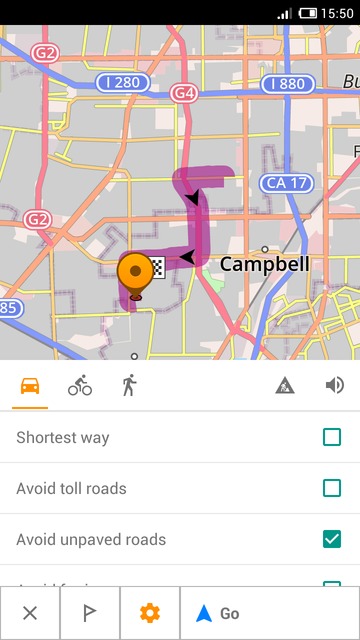 15:50
G2
I 280
G4
I 880
Bu
CA 17
F
G2
Campbell
85
Shortest way
Avoid toll roads
Avoid unpaved roads
Go